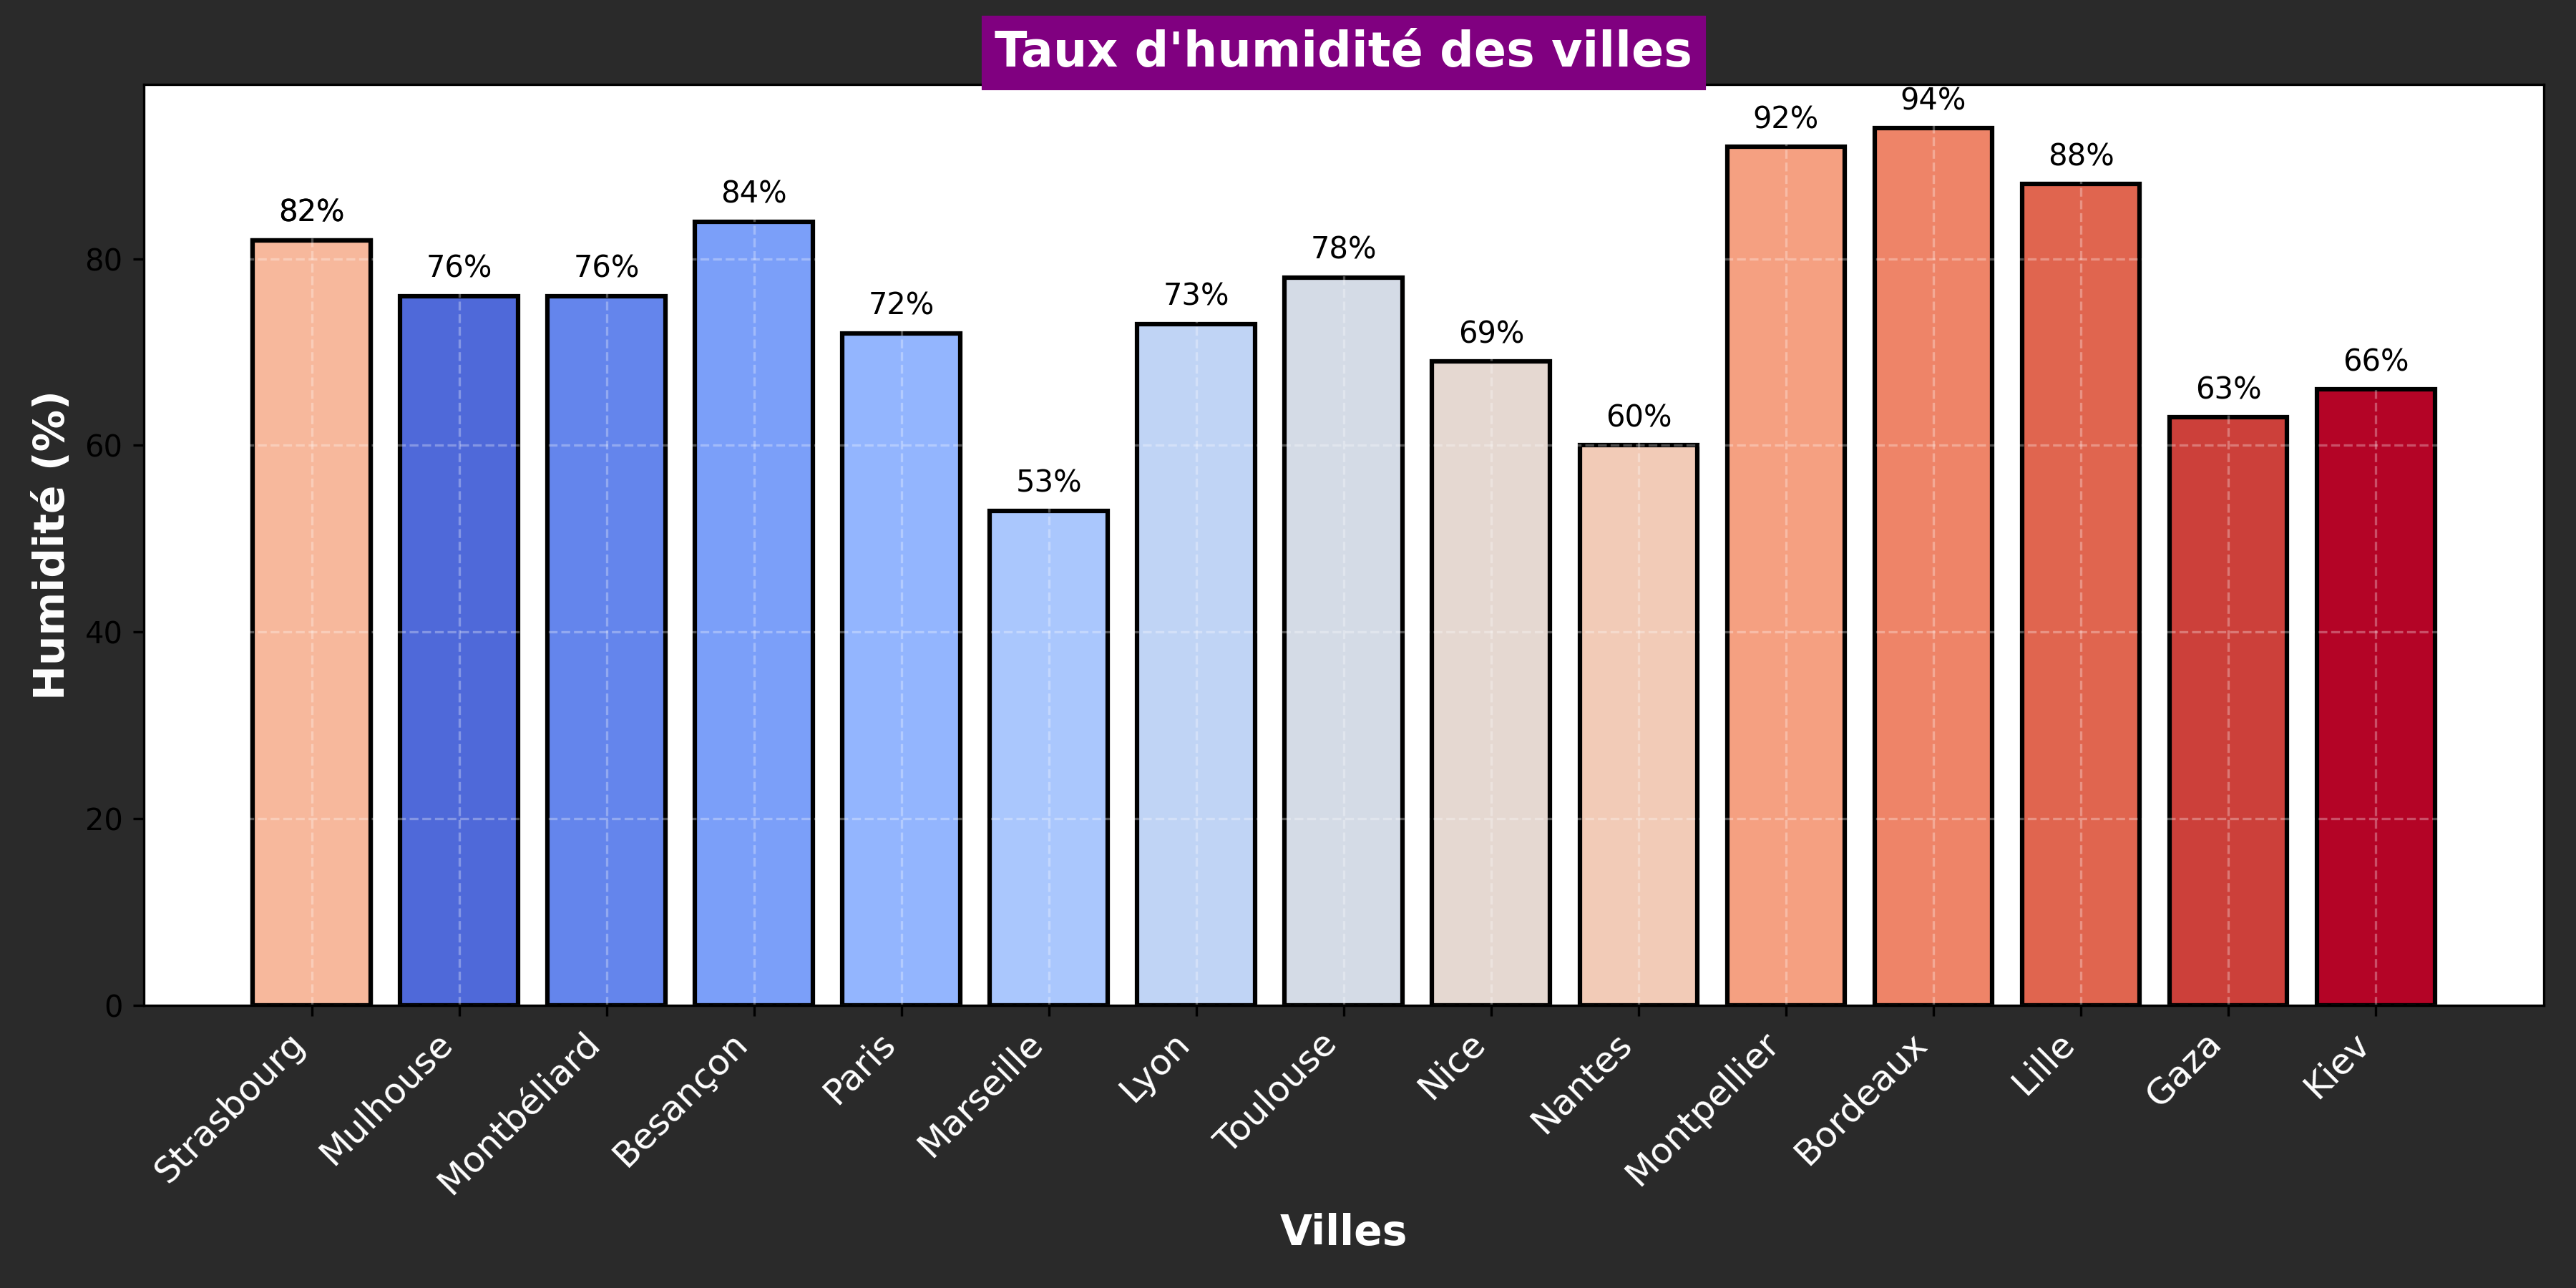 Taux d'humidité des villes
94%
92%
88%
84%
82%
78%
76%
76%
73%
72%
69%
66%
63%
60%
53%
Humidité (%)
80
60
40
20
0
Strasbourg
Mulhouse
Montbéliard
Besançon
Paris
Marseille
Lyon
Toulouse
Nice
Nantes
Montpellier
Bordeaux
Lille
Gaza
Kiev
Villes